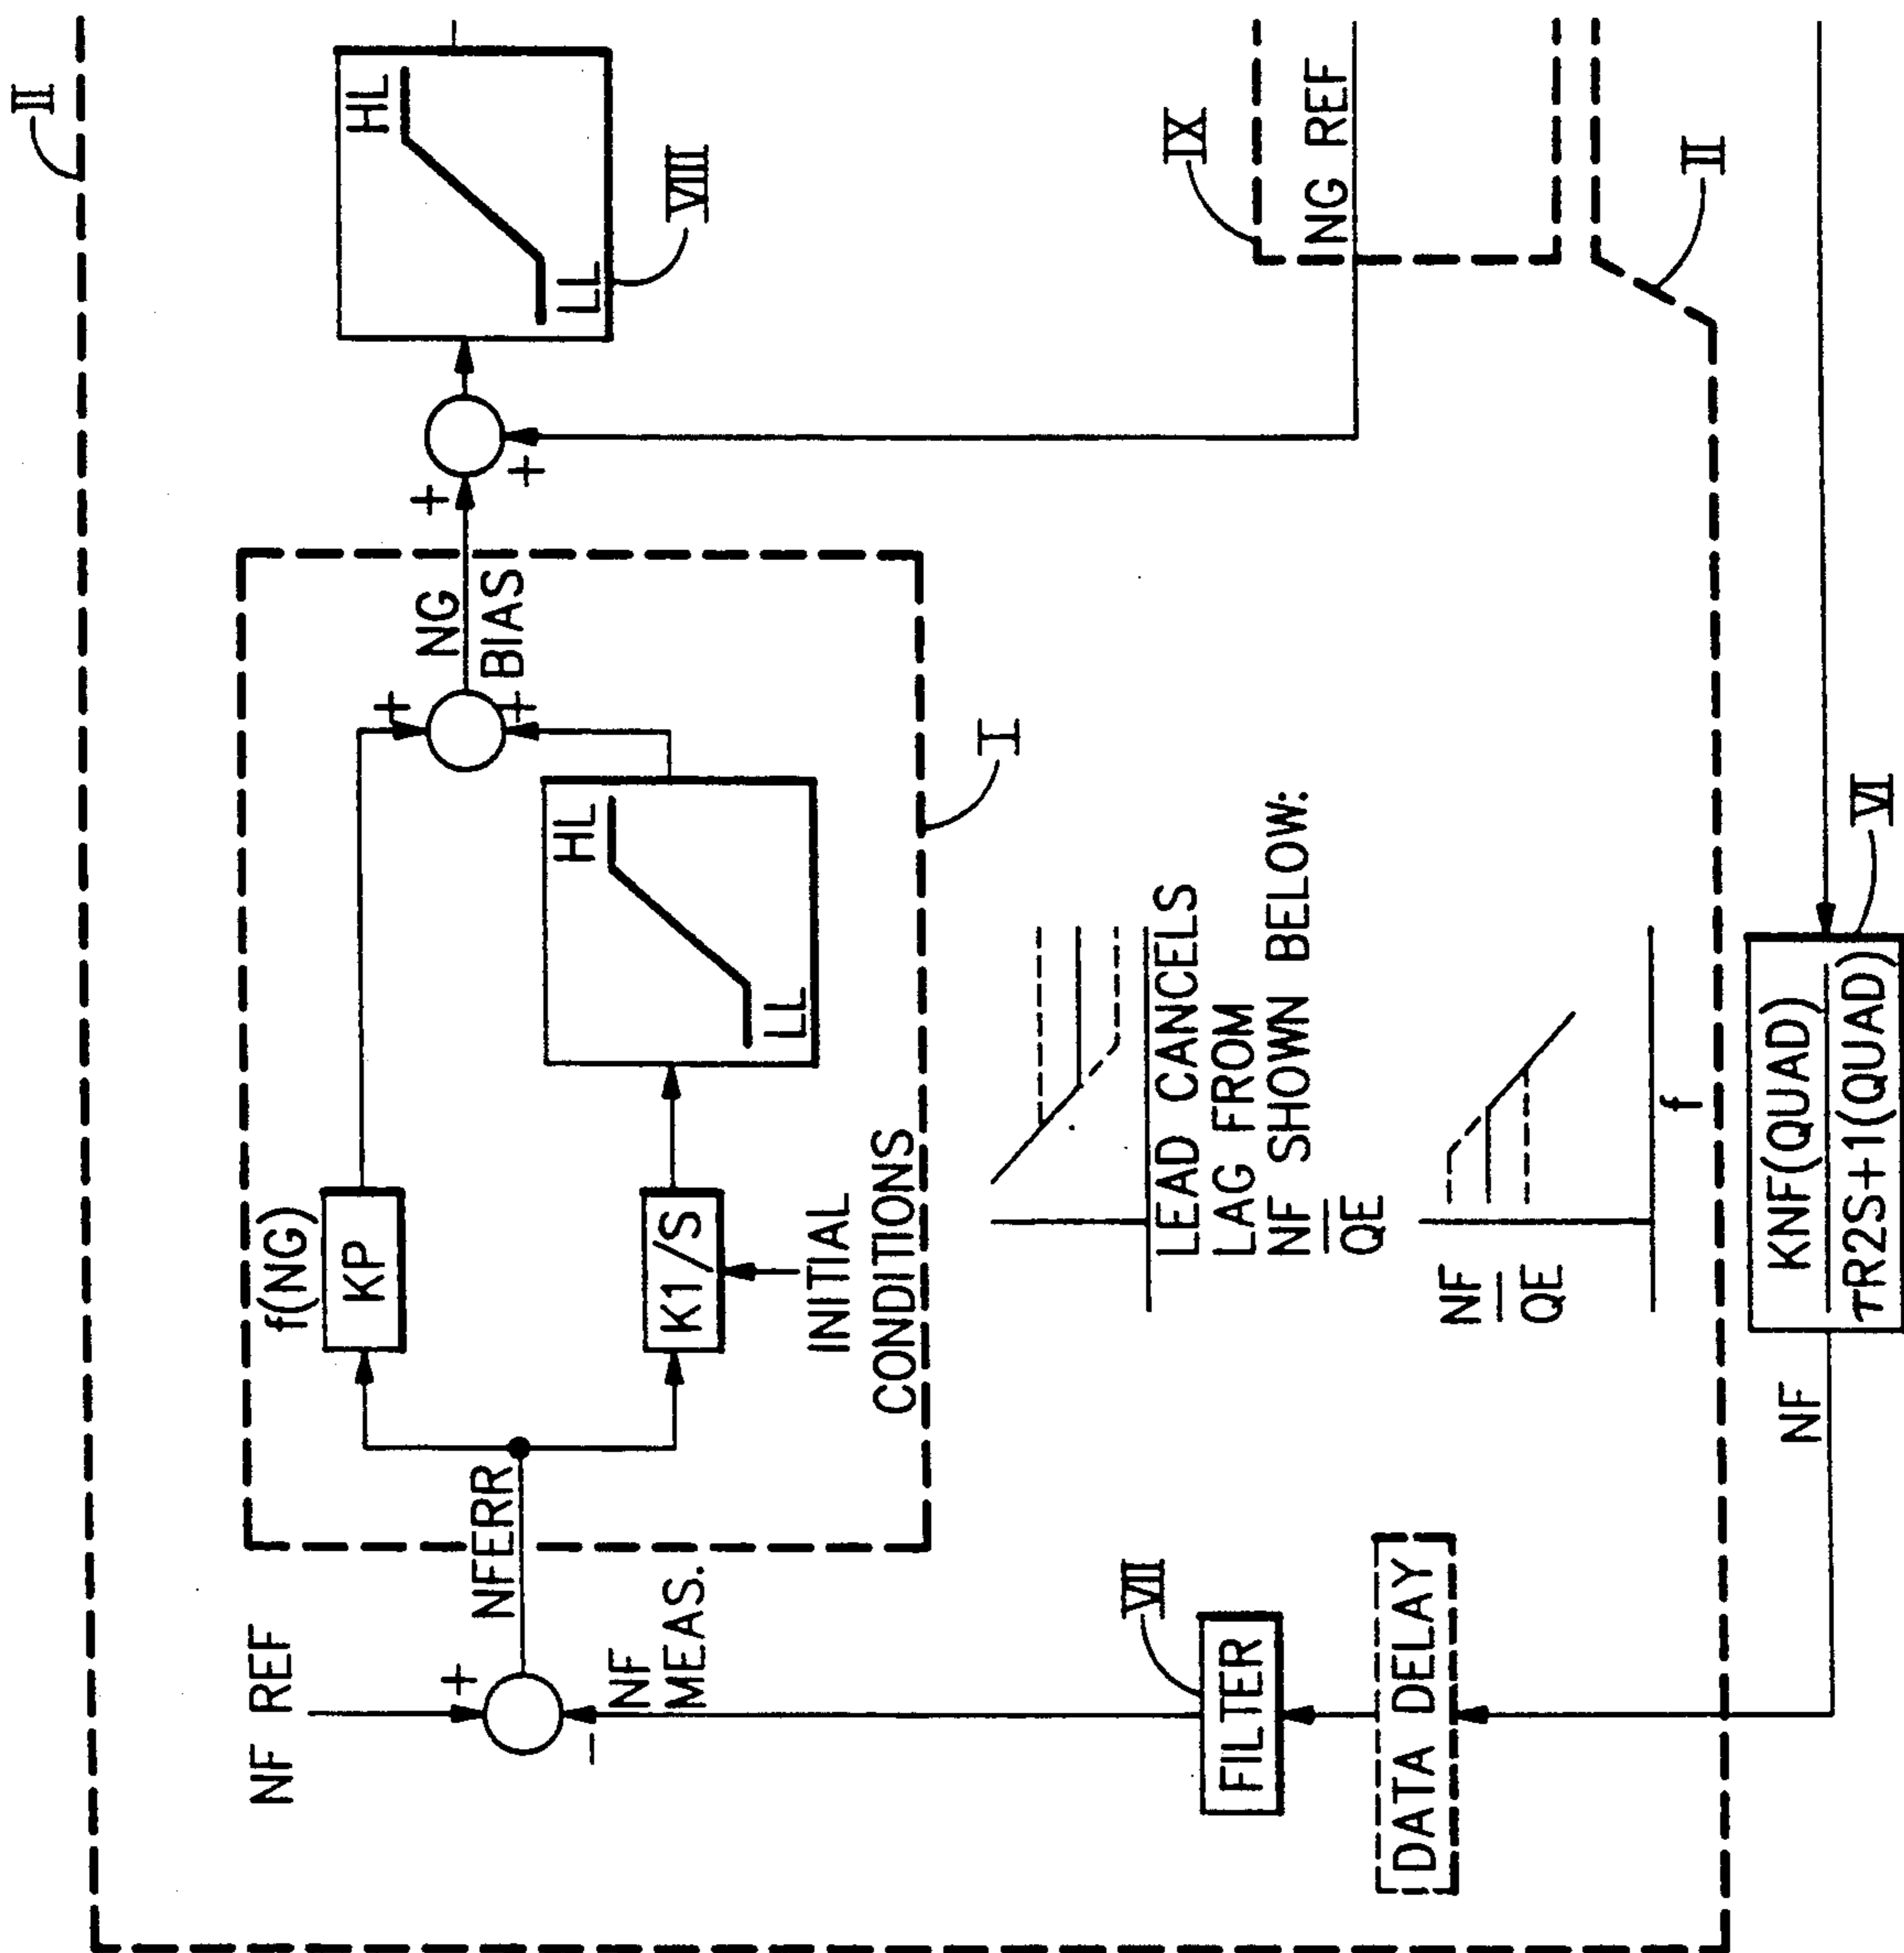 II
NF REF
+
-
NF
MEAS.
NFERR
f(NG)
KP
K1/S
INITIAL
CONDITIONS
HL
LL
+
+
NG
BIAS
+
+
HL
LL
VIII
I
IX
NG REF
II
LEAD CANCELS
LAG FROM
NF SHOWN BELOW:
QE
NF
QE
f
VII
FILTER
DATA DELAY
NF
KNF(QUAD)
τR2S+1(QUAD)
VI